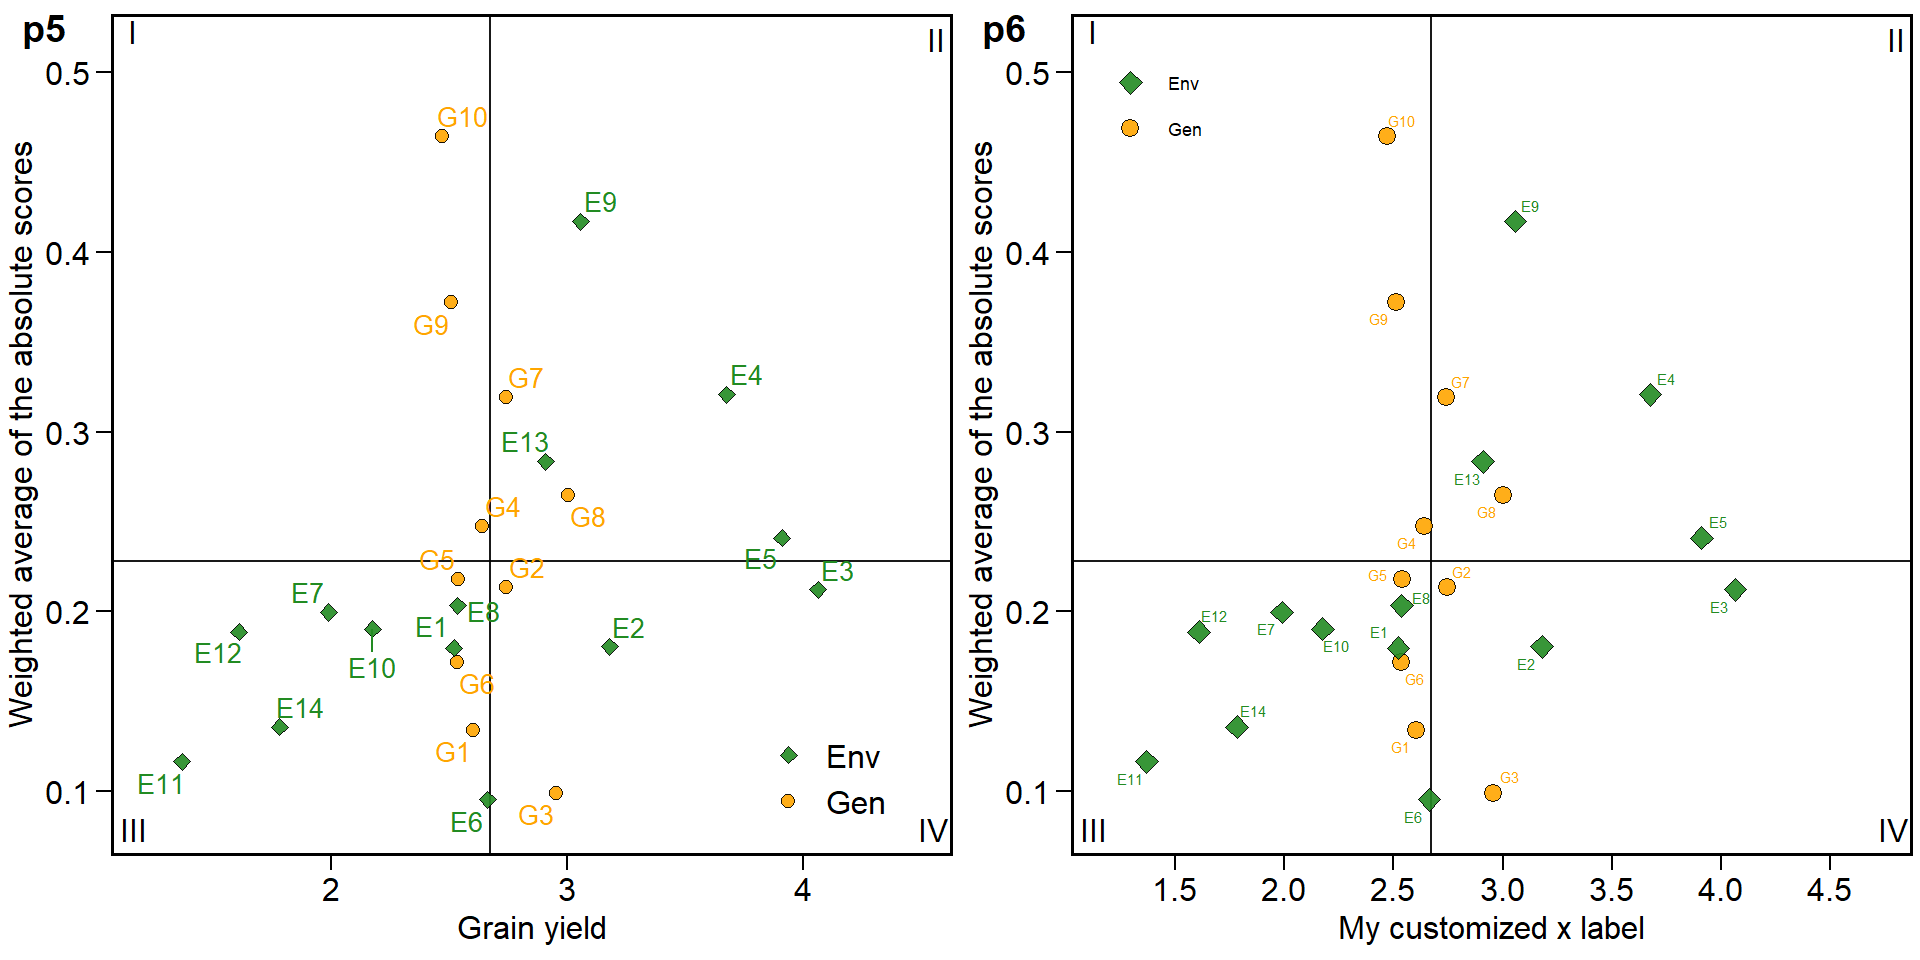 p5
I
II
0.5
0.4
0.3
0.2
0.1
Weighted average of the absolute scores
G10
E9
G9
G7
E4
E13
G4
G8
G5
G2
E5
E3
E7
E8
E1
E2
E12
E10
G6
E14
G1
E11
G3
E6
Env
Gen
III
IV
2
3
4
Grain yield
p6
I
II
0.5
0.4
0.3
0.2
0.1
Weighted average of the absolute scores
Env
Gen
G10
E9
G9
G7
E4
E13
G8
E5
G4
G5
G2
E8
E3
E12
E7
E1
E10
E2
G6
E14
G1
E11
G3
E6
III
IV
1.5
2.0
2.5
3.0
3.5
4.0
4.5
My customized x label